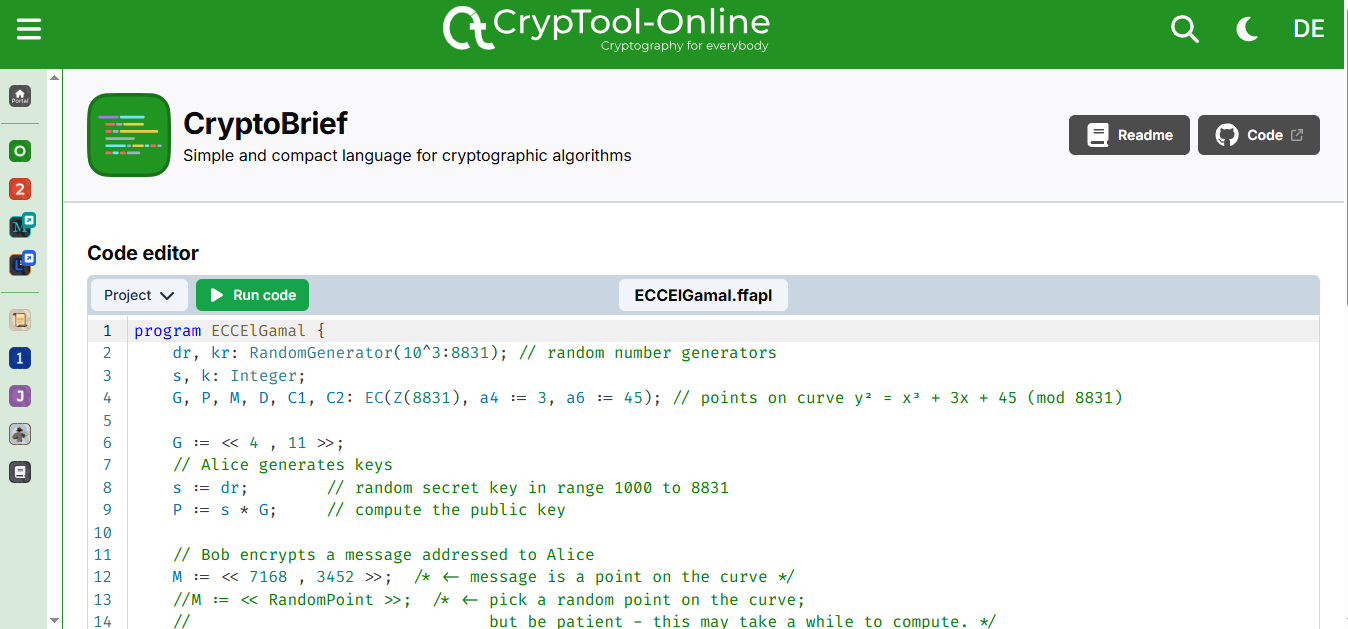 CrypTool-Online
Cryptography for everybody
DE
Portal
CryptoBrief
Simple and compact language for cryptographic algorithms
Readme
Code
2
M
L
1
J
Code editor
Project
Run code
ECCElGamal.ffapl
1 program ECCElGamal {
2 dr, kr: RandomGenerator(10^3:8831); // random number generators
3 s, k: Integer;
4 G, P, M, D, C1, C2: EC(Z(8831), a4 := 3, a6 := 45); // points on curve y² = x³ + 3x + 45 (mod 8831)
5
6 G := << 4 , 11 >>;
7 // Alice generates keys
8 s := dr; // random secret key in range 1000 to 8831
9 P := s * G; // compute the public key
10
11 // Bob encrypts a message addressed to Alice
12 M := << 7168 , 3452 >>; /* <- message is a point on the curve */
13 //M := << RandomPoint >>; /* <- pick a random point on the curve;
14 // but be patient - this may take a while to compute. */